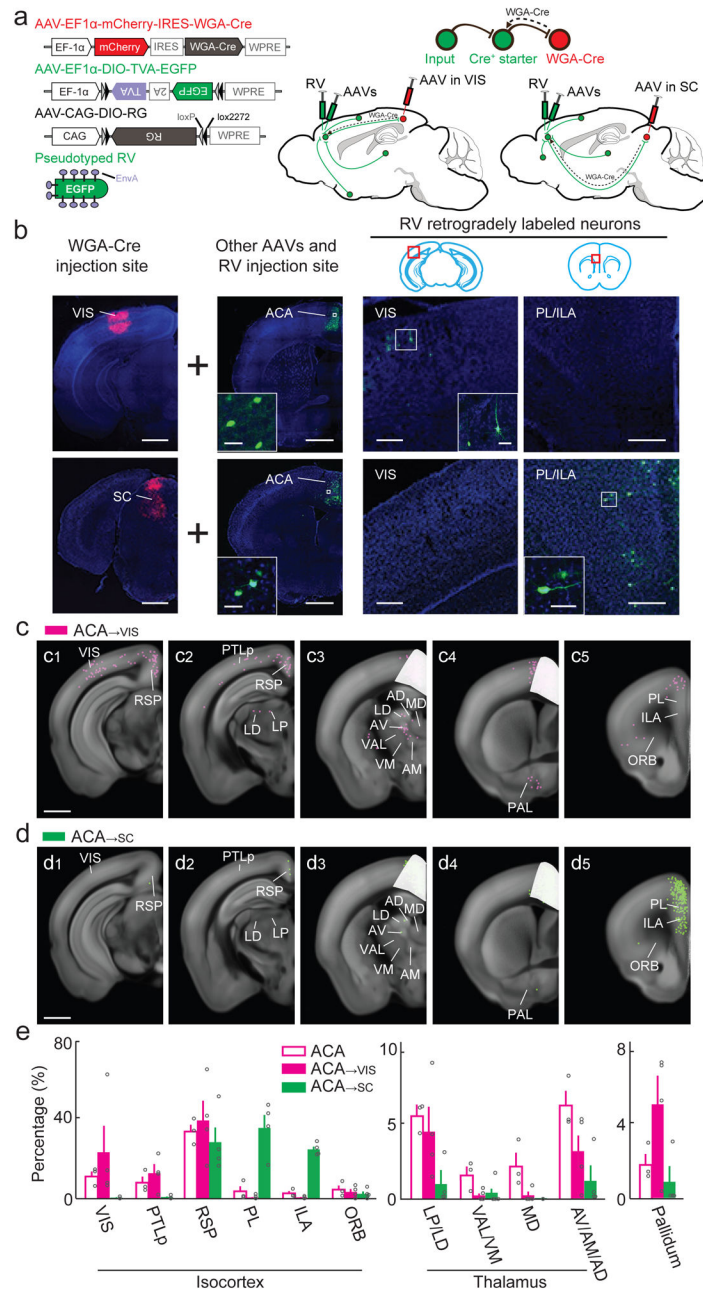 a
AAV-EF1α-mCherry-IRES-WGA-Cre
EF-1α mCherry IRES WGA-Cre WPRE
AAV-EF1α-DIO-TVA-EGFP
EF-1α TVA 2A EGFP WPRE
AAV-CAG-DIO-RG loxP lox2272
CAG RG WPRE
Pseudotyped RV
EnvA
EGFP
WGA-Cre
Input Cre+ starter WGA-Cre
RV AAVs AAV in VIS
WGA-Cre
RV AAVs AAV in SC
WGA-Cre
b
WGA-Cre
injection site
Other AAVs and
RV injection site
RV retrogradely labeled neurons
VIS
+
ACA
VIS
PL/ILA
SC
+
ACA
VIS
PL/ILA
c ACA→VIS
c1 VIS RSP
c2 PTLp RSP LD LP
c3 AD LD MD AV VAL VM AM
c4 PAL
c5 PL ILA ORB
d ACA→SC
d1 VIS RSP
d2 PTLp RSP LD LP
d3 AD LD MD AV VAL VM AM
d4 PAL
d5 PL ILA ORB
e
Percentage (%)
80
40
0
ACA
ACA→VIS
ACA→SC
VIS PTLp RSP PL ILA ORB
Isocortex
10
5
0
LP/LD VAL/VM MD AV/AM/AD
Thalamus
8
4
0
Pallidum